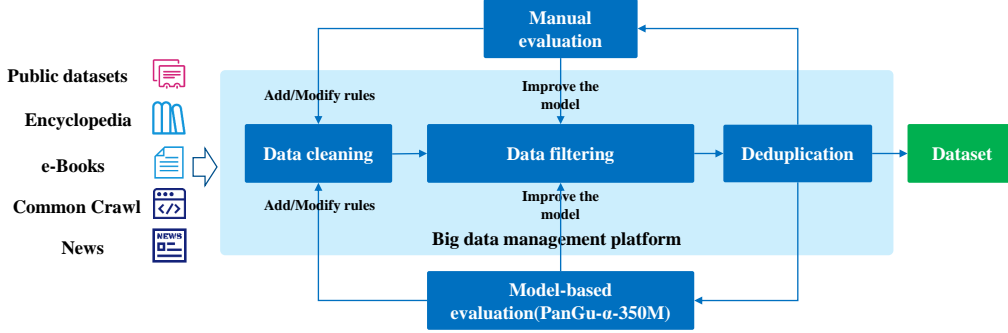 Manual
evaluation
Public datasets
Encyclopedia
e-Books
Common Crawl
News
NEWS
Add/Modify rules
Improve the
model
Data cleaning
Data filtering
Deduplication
Dataset
Add/Modify rules
Improve the
model
Big data management platform
Model-based
evaluation(PanGu-α-350M)